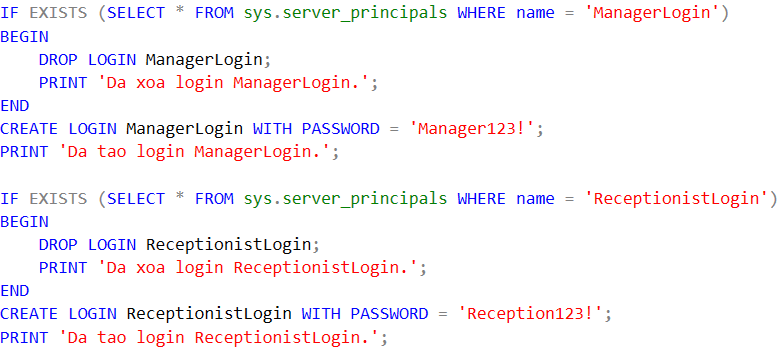 IF EXISTS (SELECT * FROM sys.server_principals WHERE name = 'ManagerLogin')
BEGIN
    DROP LOGIN ManagerLogin;
    PRINT 'Da xoa login ManagerLogin.';
END
CREATE LOGIN ManagerLogin WITH PASSWORD = 'Manager123!';
PRINT 'Da tao login ManagerLogin.';

IF EXISTS (SELECT * FROM sys.server_principals WHERE name = 'ReceptionistLogin')
BEGIN
    DROP LOGIN ReceptionistLogin;
    PRINT 'Da xoa login ReceptionistLogin.';
END
CREATE LOGIN ReceptionistLogin WITH PASSWORD = 'Reception123!';
PRINT 'Da tao login ReceptionistLogin.';